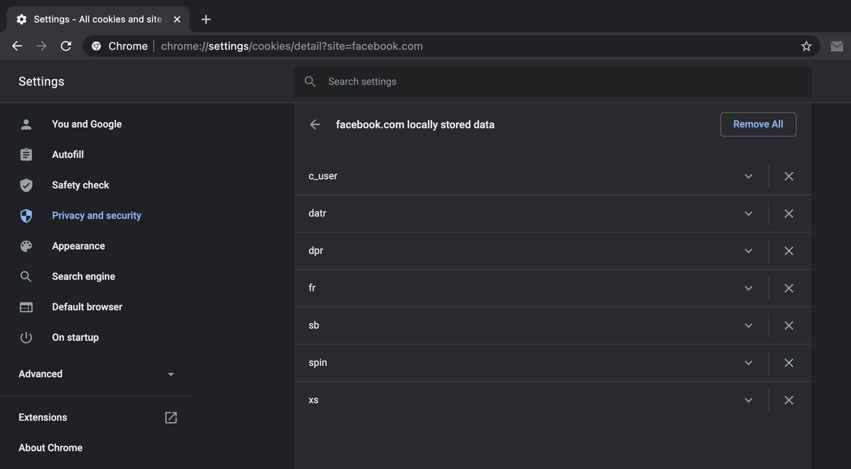 Settings - All cookies and site
Chrome | chrome://settings/cookies/detail?site=facebook.com
Settings
Search settings
You and Google
Autofill
Safety check
Privacy and security
Appearance
Search engine
Default browser
On startup
Advanced
Extensions
About Chrome
facebook.com locally stored data
Remove All
c_user
datr
dpr
fr
sb
spin
xs